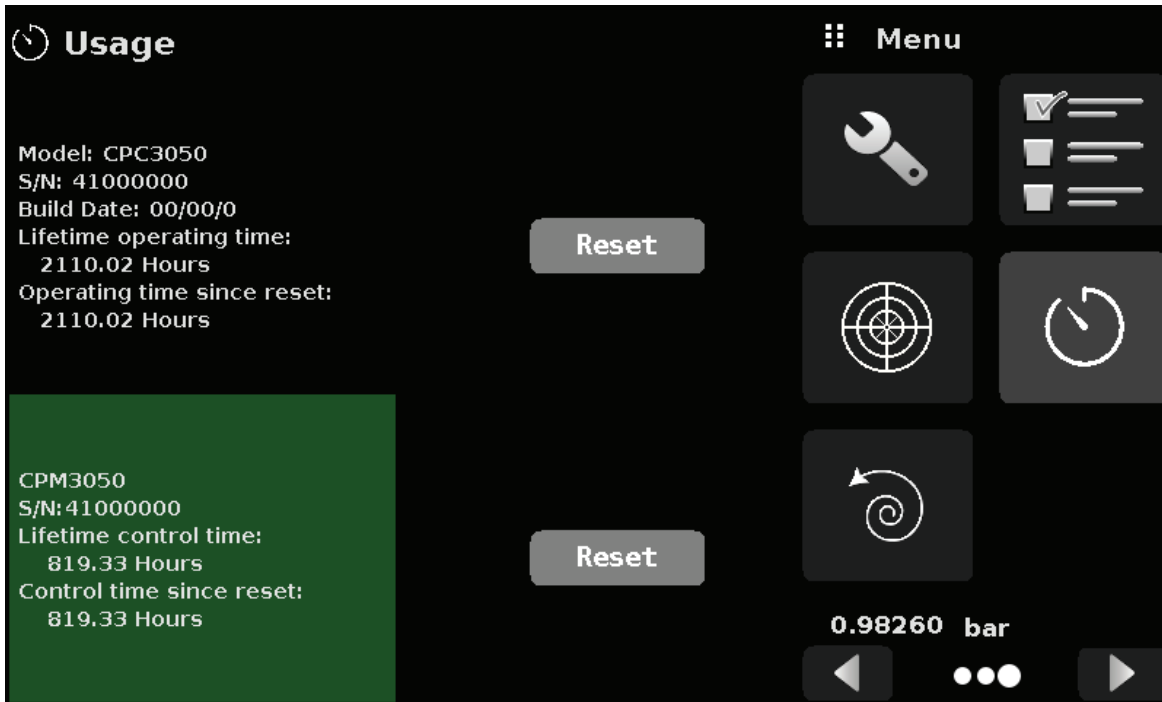 Usage
Model: CPC3050
S/N: 41000000
Build Date: 00/00/0
Lifetime operating time:
2110.02 Hours
Operating time since reset:
2110.02 Hours
Reset
CPM3050
S/N:41000000
Lifetime control time:
819.33 Hours
Control time since reset:
819.33 Hours
Reset
Menu
0.98260 bar